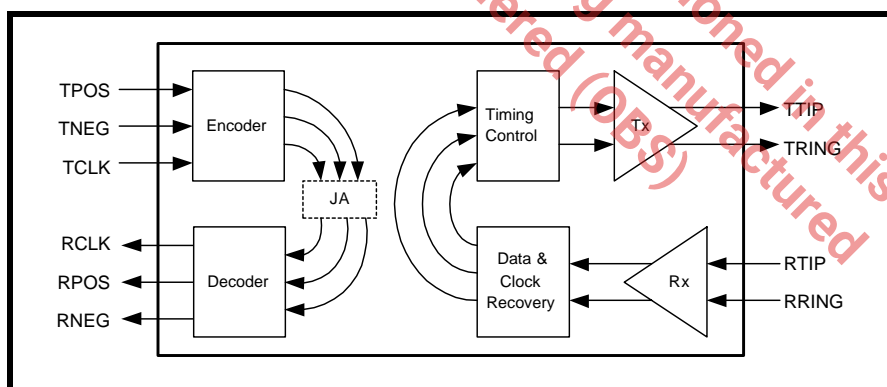 TPOS
TNEG
TCLK
Encoder
JA
RCLK
RPOS
RNEG
Decoder
Timing
Control
Tx
TTIP
TRING
Data &
Clock
Recovery
Rx
RTIP
RRING
ioned in this
g manufactured
ered (OBS)